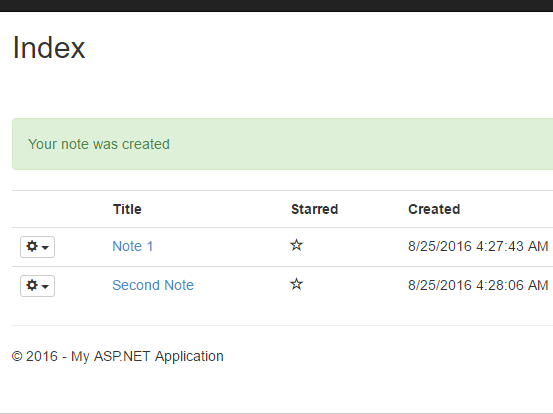 Index
Your note was created
Title Starred Created
Note 1 8/25/2016 4:27:43 AM
Second Note 8/25/2016 4:28:06 AM
© 2016 - My ASP.NET Application